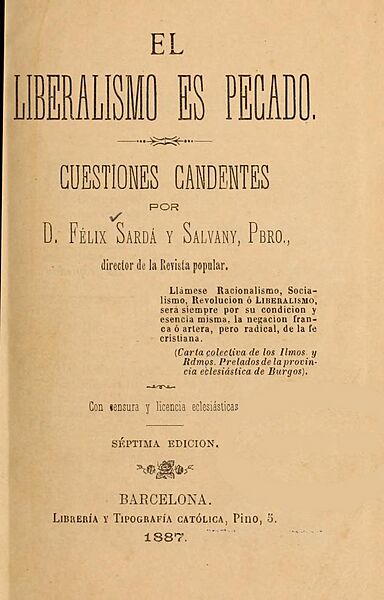 EL
LIBERALISMO ES PECADO.
CUESTIONES CANDENTES
POR
D. FÉLIX SARDÁ Y SALVANY, PBRO.,
director de la Revista popular.
Llámese Racionalismo, Socia-
lismo, Revolucion ó LIBERALISMO,
será siempre por su condicion y
esencia misma, la negacion fran-
ca ó artera, pero radical, de la fe
cristiana.
(Carta colectiva de los Ilmos. y
Rdmos. Prelados de la provin-
cia eclesiástica de Burgos).
Con censura y licencia eclesiásticas
SÉPTIMA EDICION.
BARCELONA.
LIBRERÍA Y TIPOGRAFÍA CATÓLICA, Pino, 5.
1887.